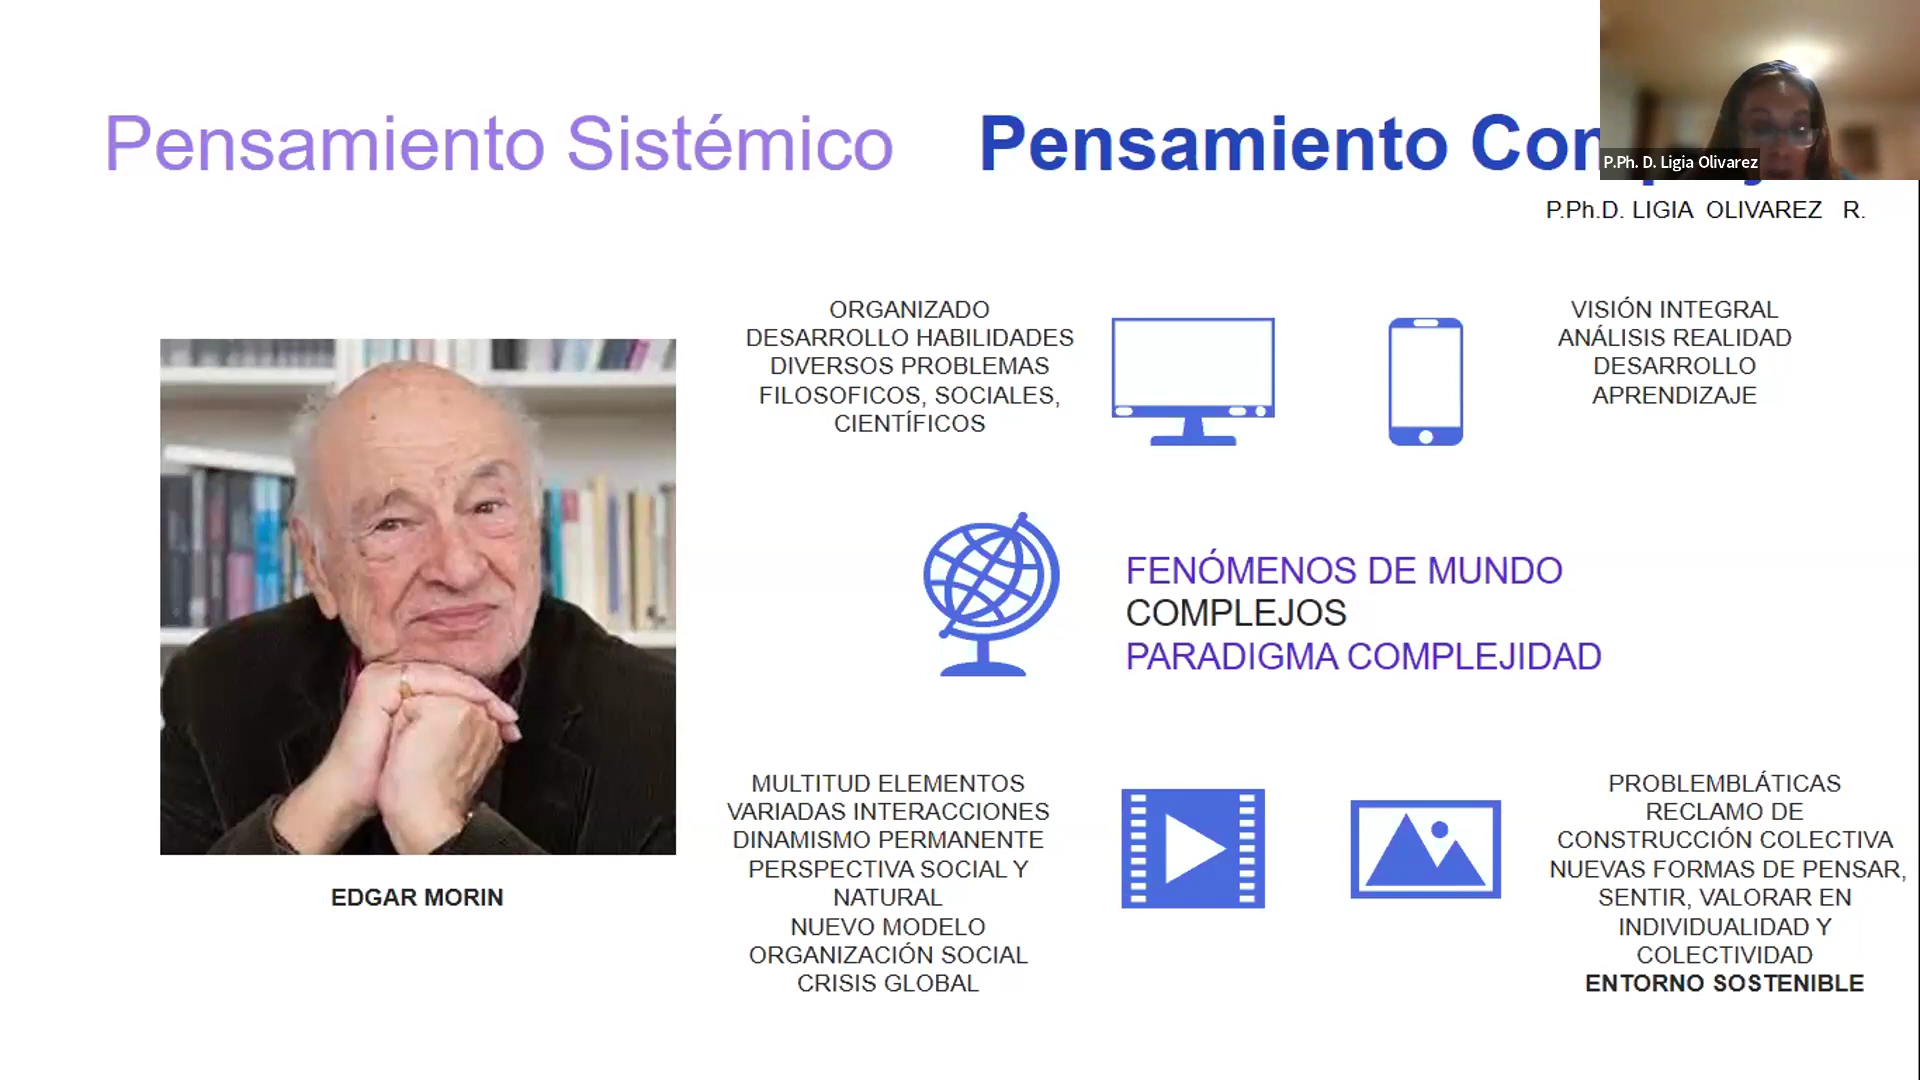 Pensamiento Sistémico
Pensamiento
P.Ph. D. Ligia Olivarez
P.Ph.D. LIGIA OLIVAREZ R.
ORGANIZADO
DESARROLLO HABILIDADES
DIVERSOS PROBLEMAS
FILOSOFICOS, SOCIALES,
CIENTÍFICOS
VISIÓN INTEGRAL
ANÁLISIS REALIDAD
DESARROLLO
APRENDIZAJE
FENÓMENOS DE MUNDO
COMPLEJOS
PARADIGMA COMPLEJIDAD
EDGAR MORIN
MULTITUD ELEMENTOS
VARIADAS INTERACCIONES
DINAMISMO PERMANENTE
PERSPECTIVA SOCIAL Y
NATURAL
NUEVO MODELO
ORGANIZACIÓN SOCIAL
CRISIS GLOBAL
PROBLEMBLÁTICAS
RECLAMO DE
CONSTRUCCIÓN COLECTIVA
NUEVAS FORMAS DE PENSAR,
SENTIR, VALORAR EN
INDIVIDUALIDAD Y
COLECTIVIDAD
ENTORNO SOSTENIBLE